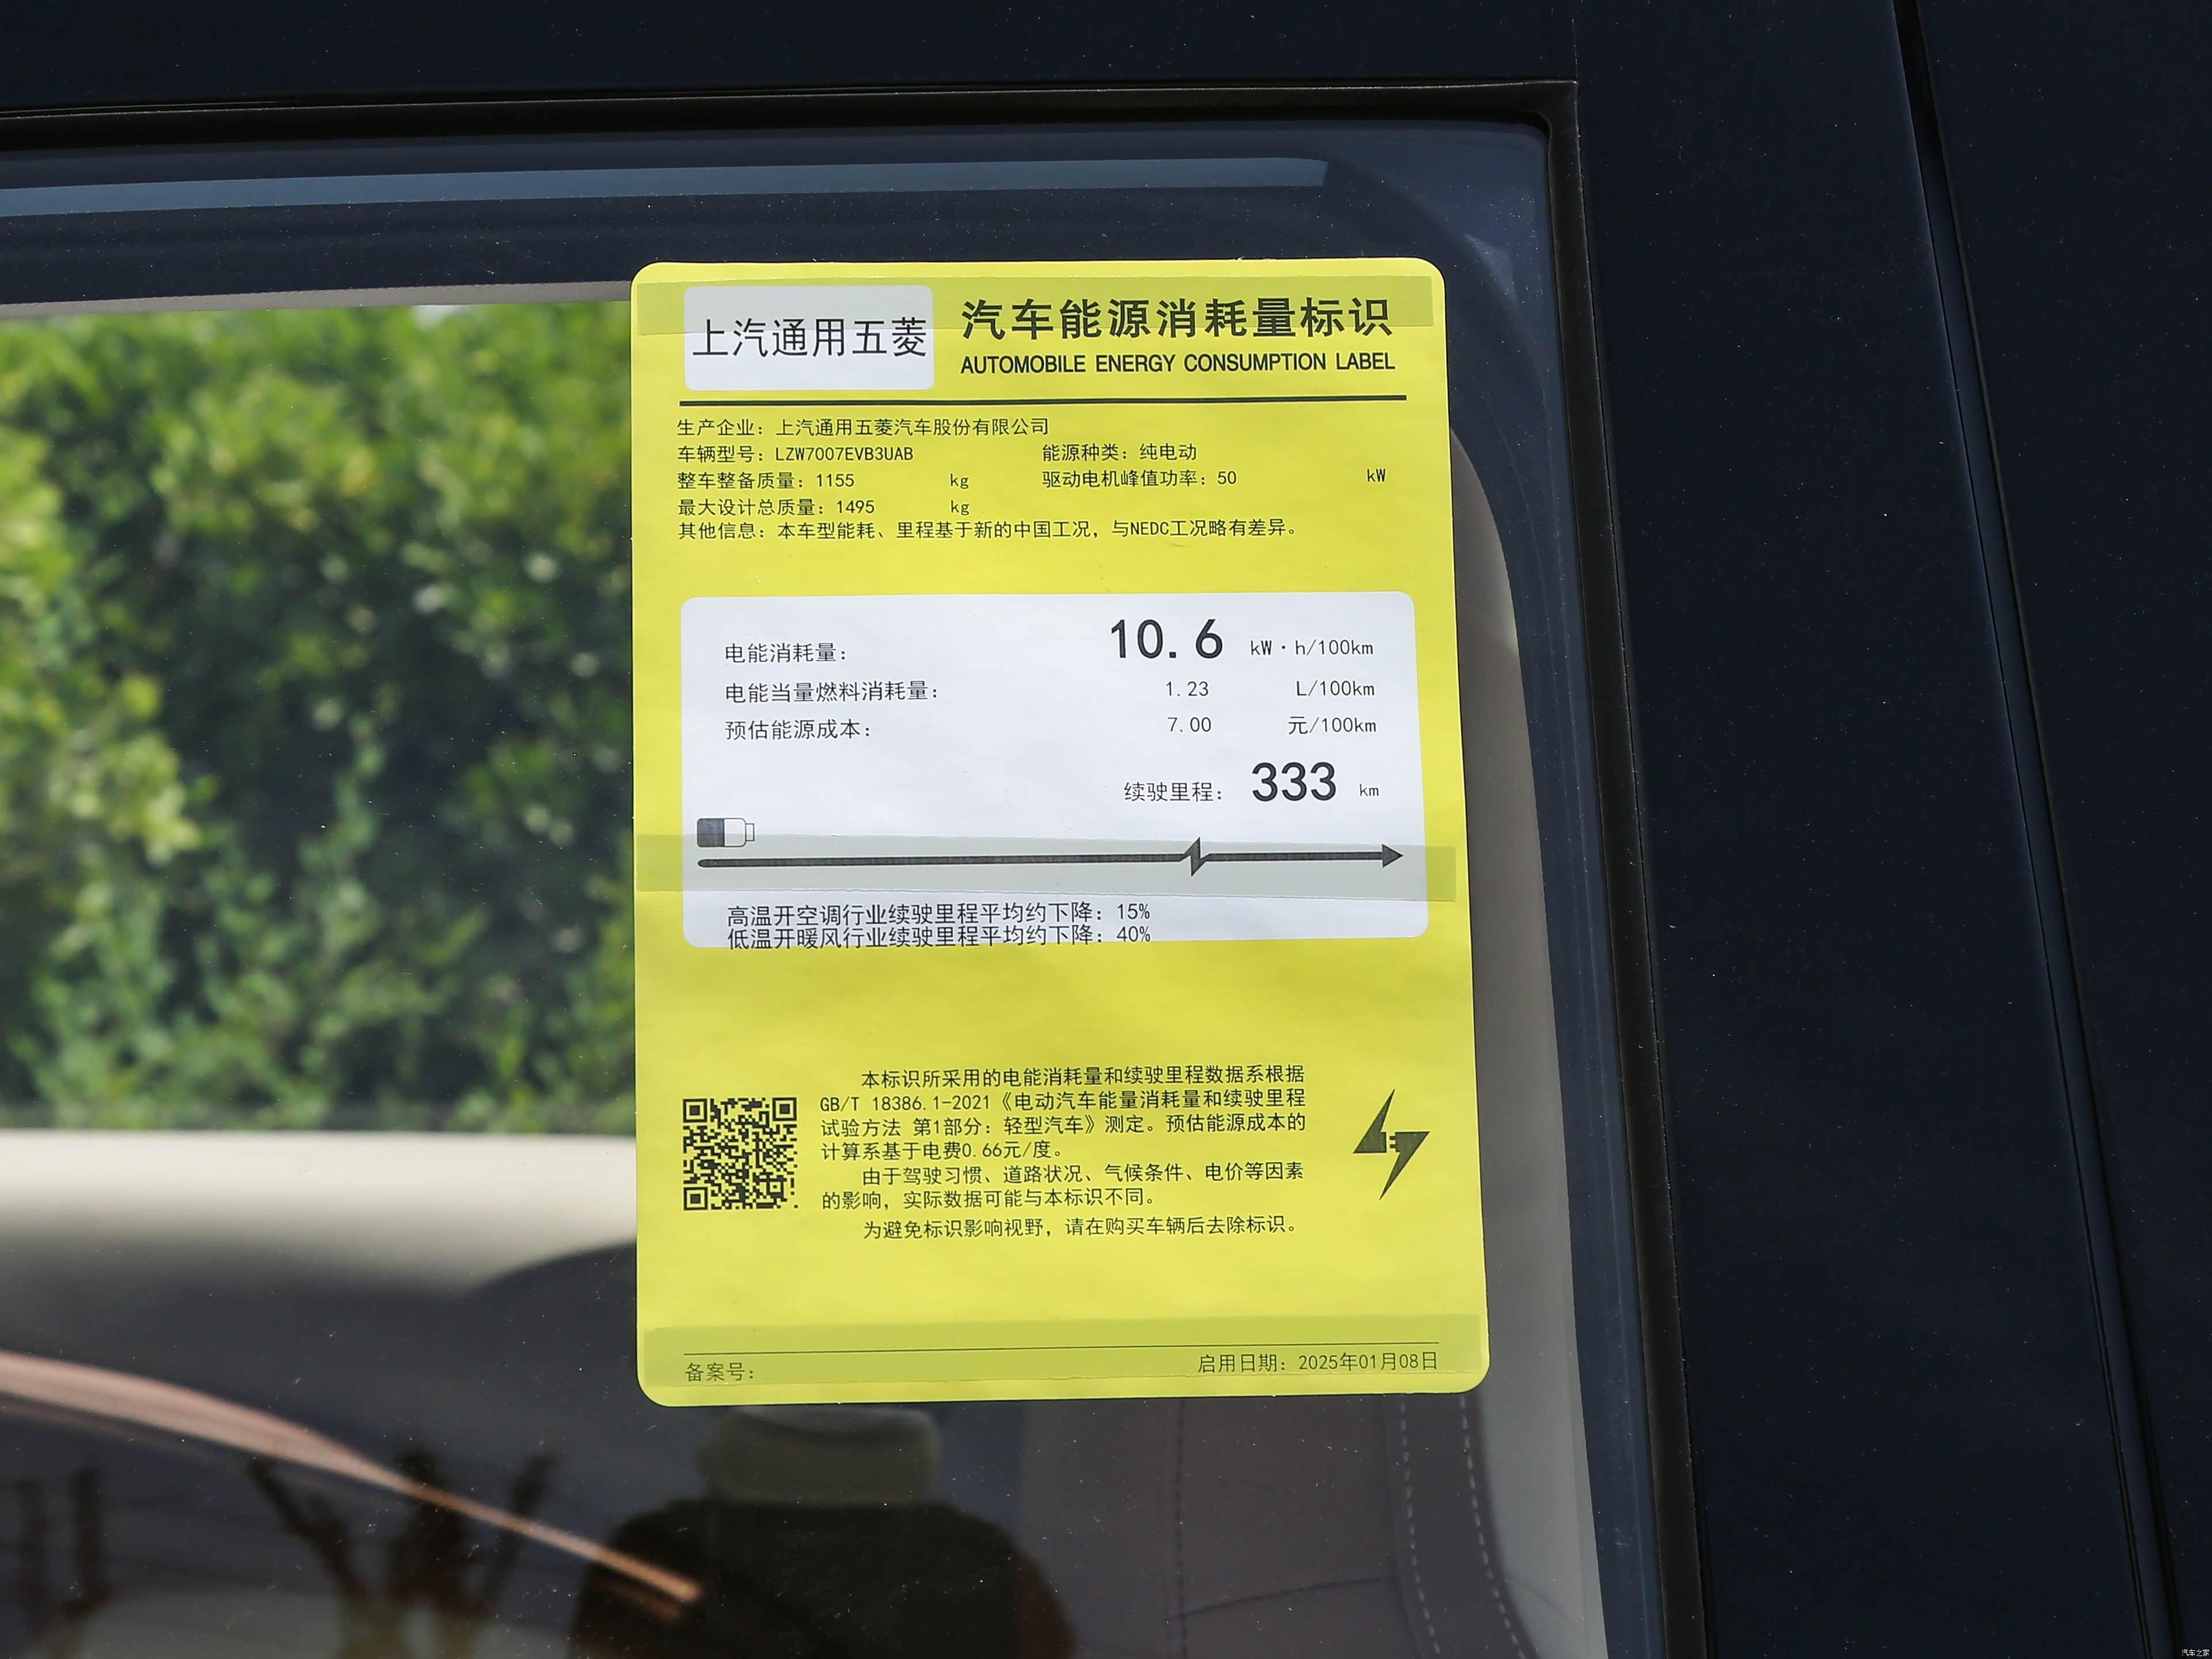 上汽通用五菱
汽车能源消耗量标识
AUTOMOBILE ENERGY CONSUMPTION LABEL
生产企业：上汽通用五菱汽车股份有限公司
车辆型号：LZW7007EVB3UAB 能源种类：纯电动
整车整备质量：1155 kg 驱动电机峰值功率：50 kW
最大设计总质量：1495 kg
其他信息：本车型能耗、里程基于新的中国工况，与NEDC工况略有差异。
电能消耗量： 10.6 kW·h/100km
电能当量燃料消耗量： 1.23 L/100km
预估能源成本： 7.00 元/100km
续驶里程： 333 km
高温开空调行业续驶里程平均约下降：15%
低温开暖风行业续驶里程平均约下降：40%
本标识所采用的电能消耗量和续驶里程数据系根据
GB/T 18386.1-2021《电动汽车能量消耗量和续驶里程
试验方法 第1部分：轻型汽车》测定。预估能源成本的
计算系基于电费0.66元/度。
由于驾驶习惯、道路状况、气候条件、电价等因素
的影响，实际数据可能与本标识不同。
为避免标识影响视野，请在购买车辆后去除标识。
备案号： 启用日期：2025年01月08日
汽车之家